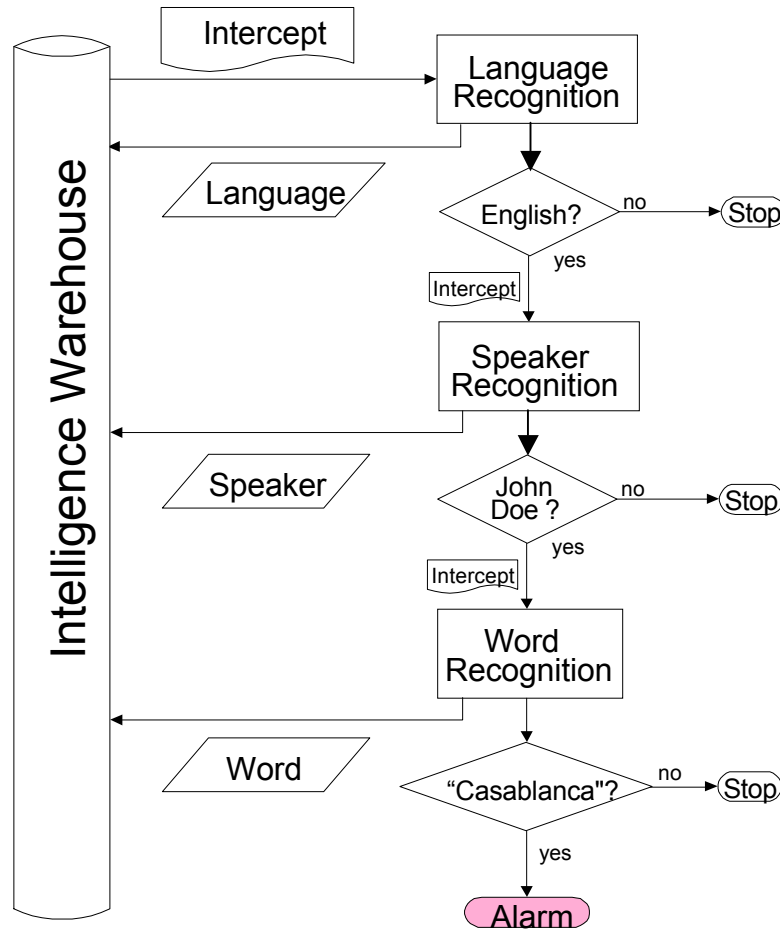 Intercept
Language
Recognition
Language
English?
no
Stop
yes
Intercept
Intelligence Warehouse
Speaker
Recognition
Speaker
John
Doe ?
no
Stop
yes
Intercept
Word
Recognition
Word
“Casablanca"?
no
Stop
yes
Alarm